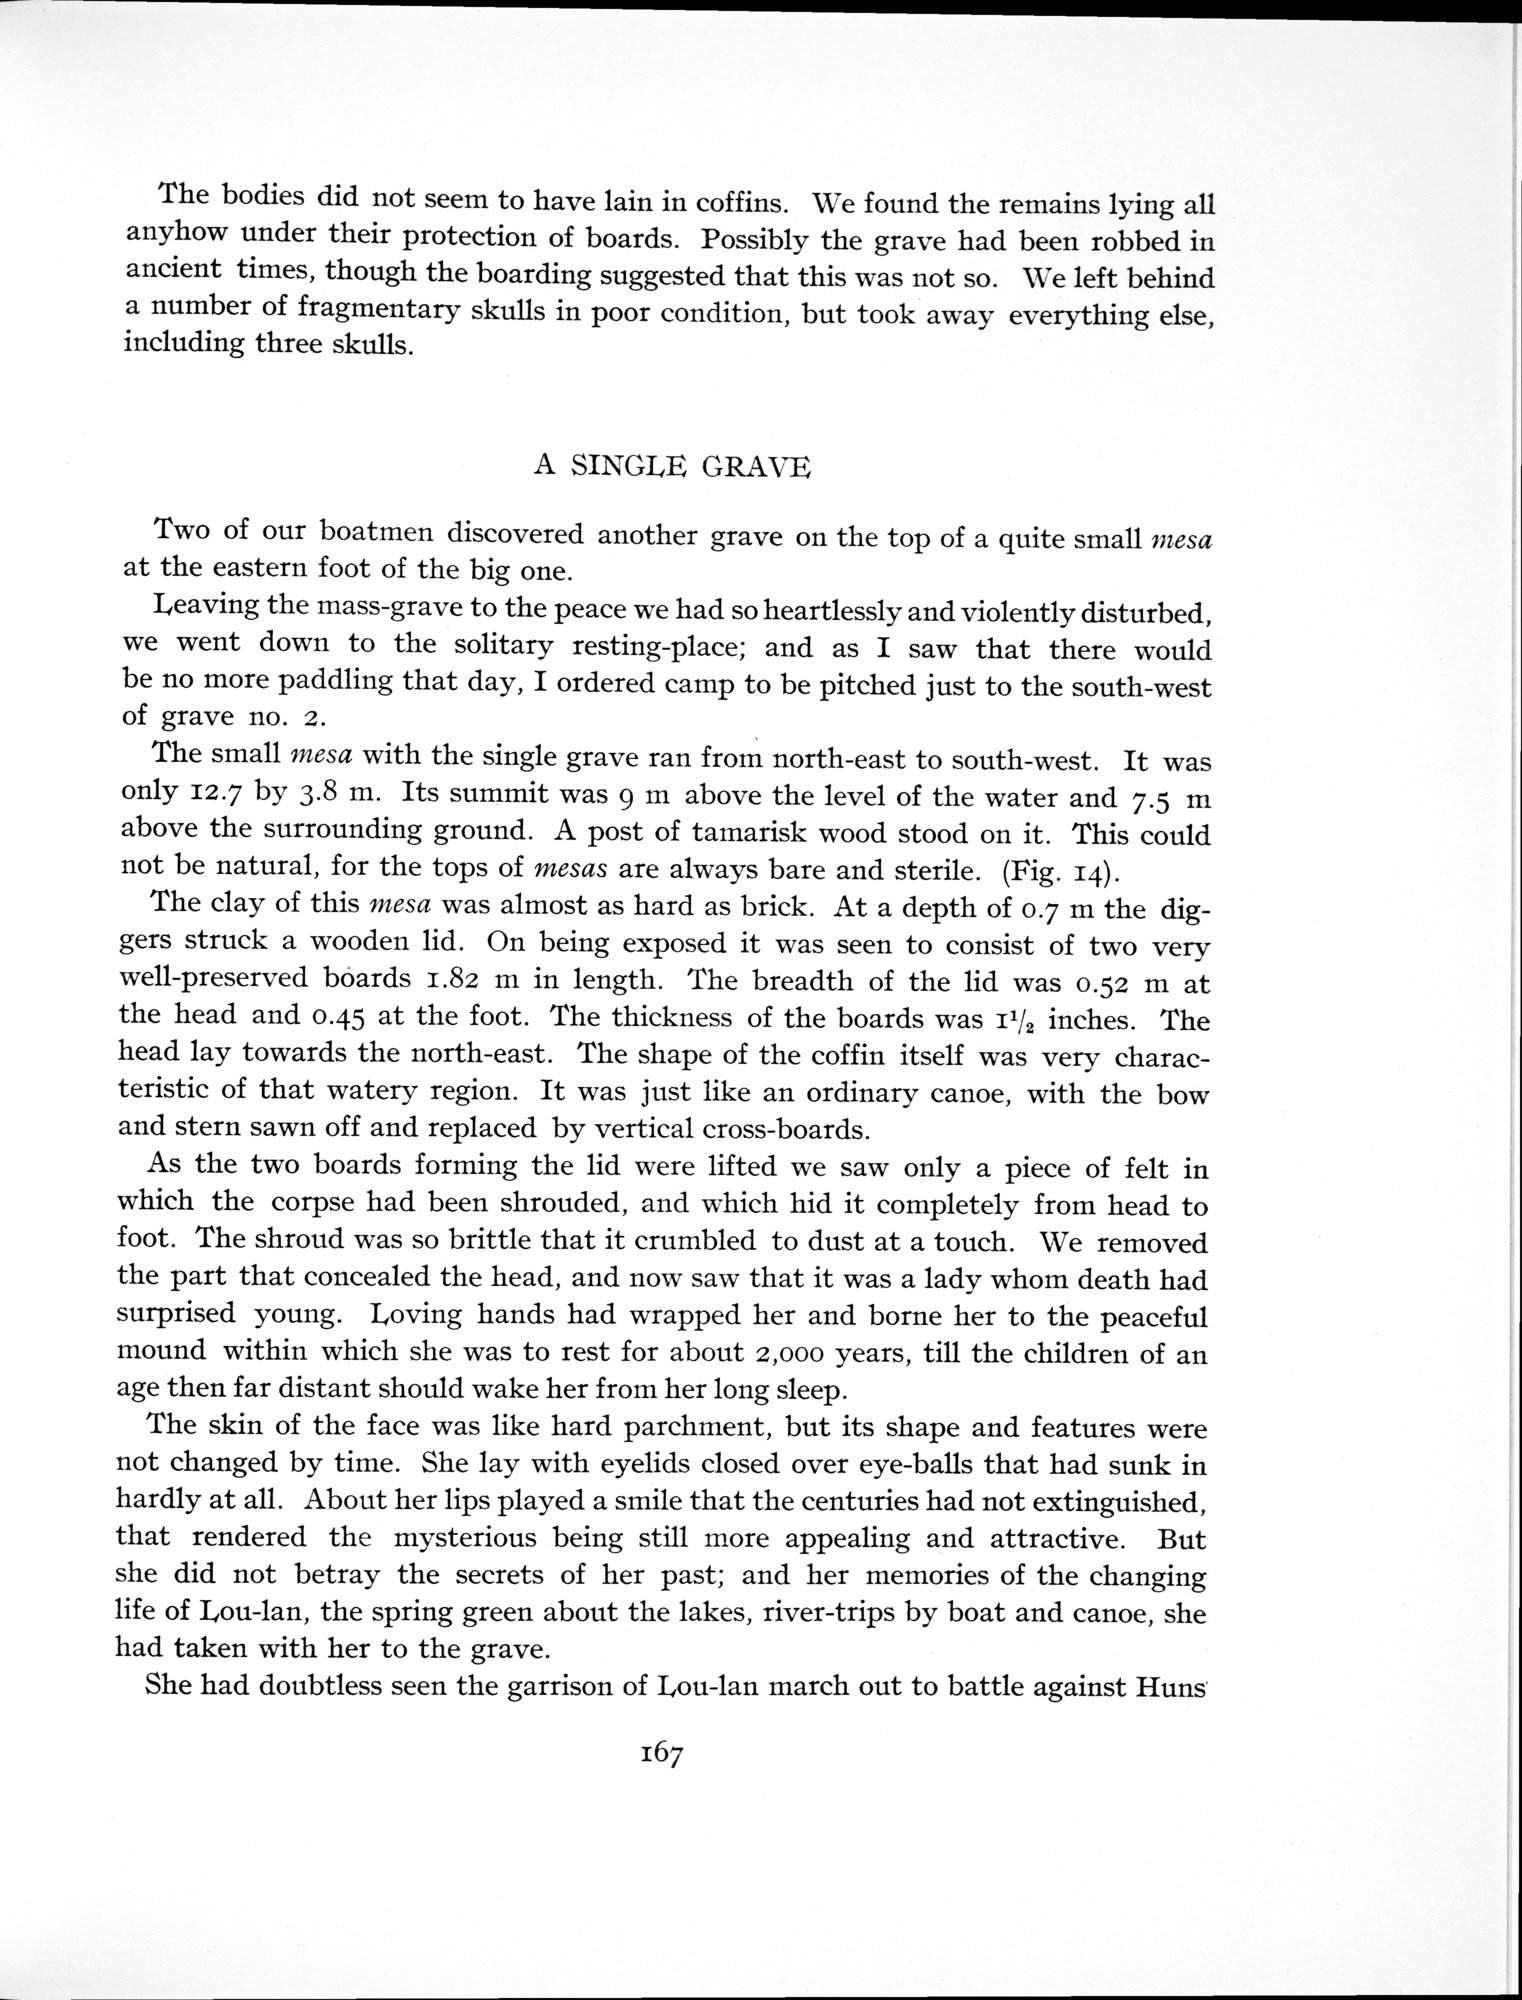 The bodies did not seem to have lain in coffins. We found the remains lying all
anyhow under their protection of boards. Possibly the grave had been robbed in
ancient times, though the boarding suggested that this was not so. We left behind
a number of fragmentary skulls in poor condition, but took away everything else,
including three skulls.
A SINGLE GRAVE
Two of our boatmen discovered another grave on the top of a quite small mesa
at the eastern foot of the big one.
Leaving the mass-grave to the peace we had so heartlessly and violently disturbed,
we went down to the solitary resting-place; and as I saw that there would
be no more paddling that day, I ordered camp to be pitched just to the south-west
of grave no. 2.
The small mesa with the single grave ran from north-east to south-west. It was
only 12.7 by 3.8 m. Its summit was 9 m above the level of the water and 7.5 m
above the surrounding ground. A post of tamarisk wood stood on it. This could
not be natural, for the tops of mesas are always bare and sterile. (Fig. 14).
The clay of this mesa was almost as hard as brick. At a depth of 0.7 m the dig-
gers struck a wooden lid. On being exposed it was seen to consist of two very
well-preserved boards 1.82 m in length. The breadth of the lid was 0.52 m at
the head and 0.45 at the foot. The thickness of the boards was 1 1/2 inches. The
head lay towards the north-east. The shape of the coffin itself was very charac-
teristic of that watery region. It was just like an ordinary canoe, with the bow
and stern sawn off and replaced by vertical cross-boards.
As the two boards forming the lid were lifted we saw only a piece of felt in
which the corpse had been shrouded, and which hid it completely from head to
foot. The shroud was so brittle that it crumbled to dust at a touch. We removed
the part that concealed the head, and now saw that it was a lady whom death had
surprised young. Loving hands had wrapped her and borne her to the peaceful
mound within which she was to rest for about 2,000 years, till the children of an
age then far distant should wake her from her long sleep.
The skin of the face was like hard parchment, but its shape and features were
not changed by time. She lay with eyelids closed over eye-balls that had sunk in
hardly at all. About her lips played a smile that the centuries had not extinguished,
that rendered the mysterious being still more appealing and attractive. But
she did not betray the secrets of her past; and her memories of the changing
life of Lou-lan, the spring green about the lakes, river-trips by boat and canoe, she
had taken with her to the grave.
She had doubtless seen the garrison of Lou-lan march out to battle against Huns
167